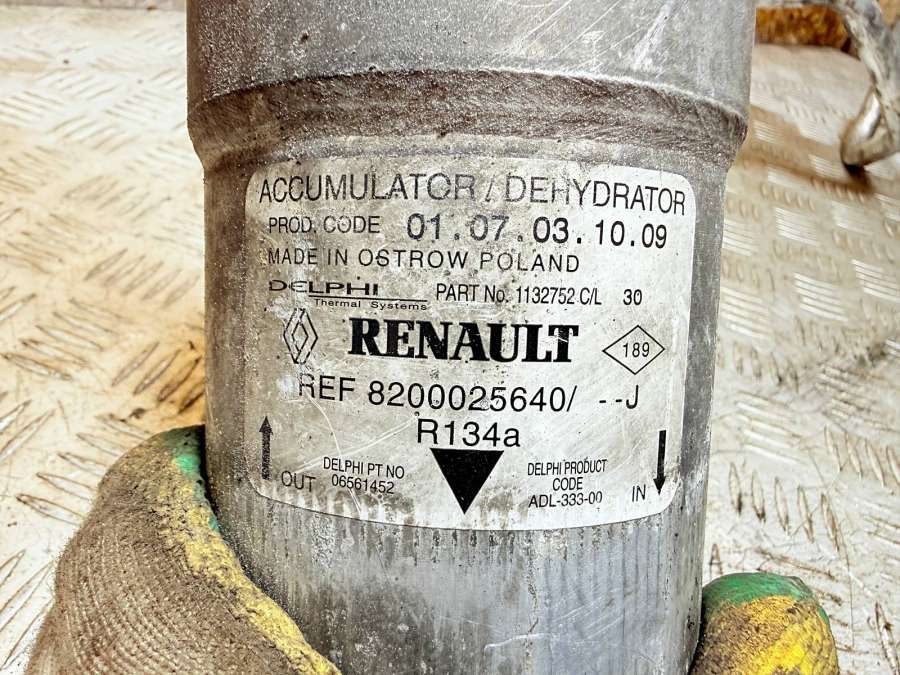 ACCUMULATOR / DEHYDRATOR
PROD. CODE 01.07.03.10.09
MADE IN OSTROW POLAND
DELPHI
Thermal Systems
PART No. 1132752 C/L 30
RENAULT
189
REF 8200025640/ --J
R134a
OUT
DELPHI PT NO
06561452
DELPHI PRODUCT
CODE
ADL-333-00
IN